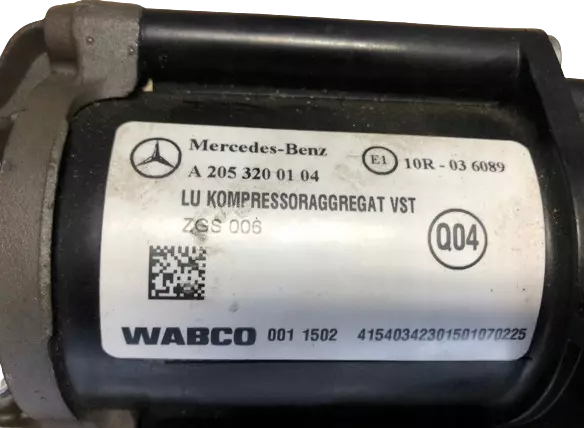 Mercedes-Benz E1 10R - 03 6089
A 205 320 01 04
LU KOMPRESSORAGGREGAT VST
ZGS 006
Q04
WABCO 001 1502 41540342301501070225